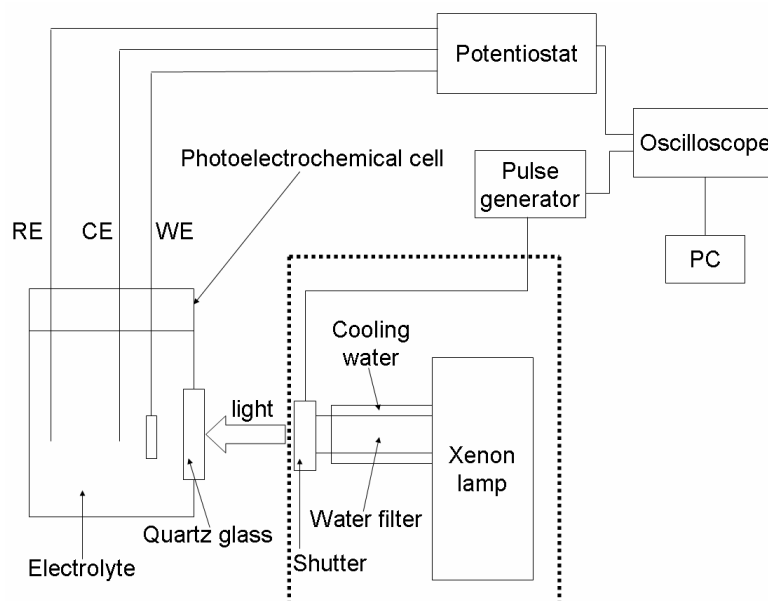 Potentiostat
Oscilloscope
Photoelectrochemical cell
Pulse
generator
RE
CE
WE
PC
Cooling
water
light
Xenon
lamp
Water filter
Quartz glass
Shutter
Electrolyte